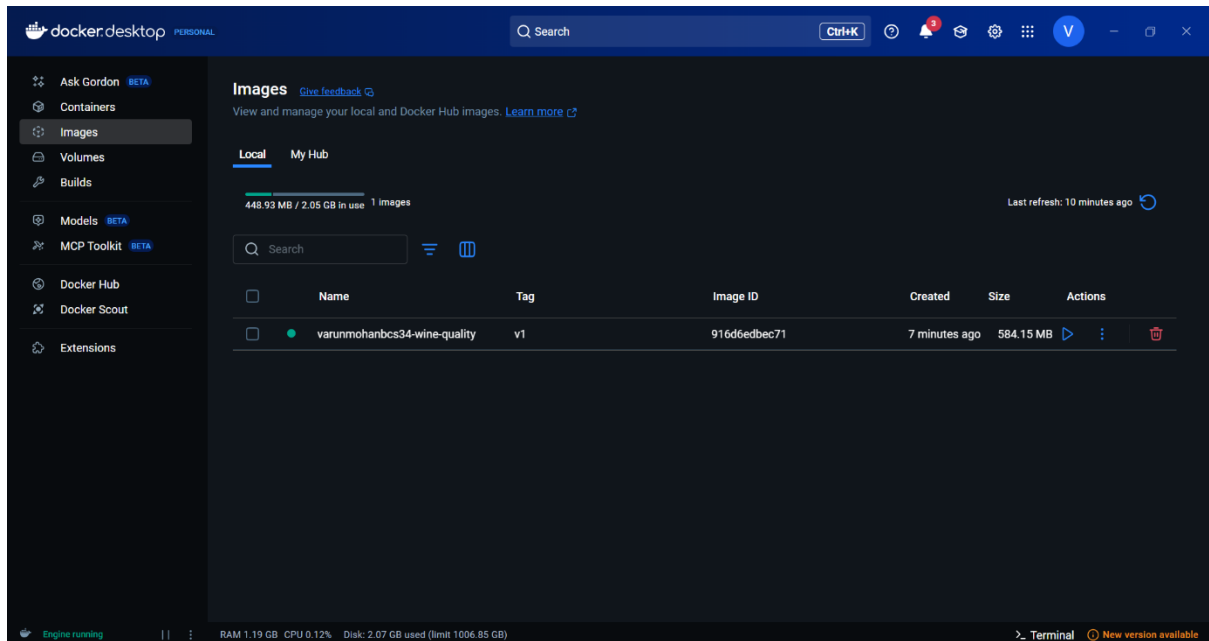 docker.desktop PERSONAL
Search
Ctrl+K
3
V
Ask Gordon BETA
Containers
Images
Volumes
Builds
Models BETA
MCP Toolkit BETA
Docker Hub
Docker Scout
Extensions
Images Give feedback
View and manage your local and Docker Hub images. Learn more
Local My Hub
448.93 MB / 2.05 GB in use 1 images
Last refresh: 10 minutes ago
Search
Name Tag Image ID Created Size Actions
varunmohanbcs34-wine-quality v1 916d6edbec71 7 minutes ago 584.15 MB
Engine running
RAM 1.19 GB CPU 0.12% Disk: 2.07 GB used (limit 1006.85 GB)
>_ Terminal
New version available